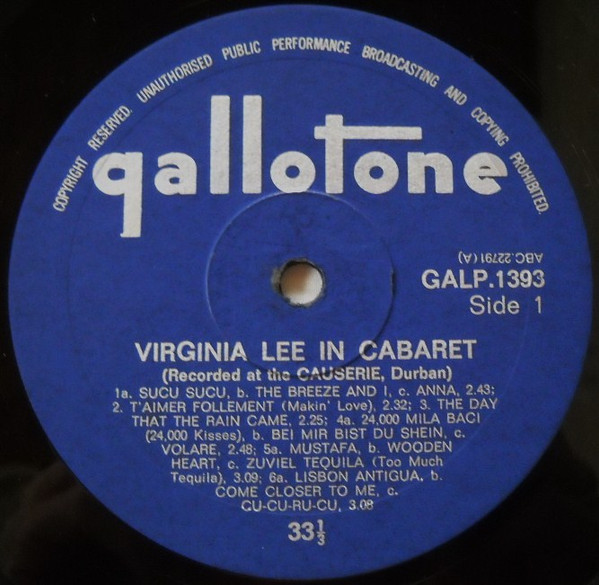 COPYRIGHT RESERVED. UNAUTHORISED PUBLIC PERFORMANCE BROADCASTING AND COPYING PROHIBITED.
gallotone
ABC.22791 (A)
GALP.1393
Side 1
VIRGINIA LEE IN CABARET
(Recorded at the CAUSERIE, Durban)
1a. SUCU SUCU, b. THE BREEZE AND I, c. ANNA, 2.43;
2. T'AIMER FOLLEMENT (Makin' Love), 2.32; 3. THE DAY
THAT THE RAIN CAME, 2.25; 4a. 24,000 MILA BACI
(24,000 Kisses), b. BEI MIR BIST DU SHEIN, c.
VOLARE, 2.48; 5a. MUSTAFA, b. WOODEN
HEART, c. ZUVIEL TEQUILA (Too Much
Tequila), 3.09; 6a. LISBON ANTIGUA, b.
COME CLOSER TO ME, c.
CU-CU-RU-CU, 3.08
33⅓